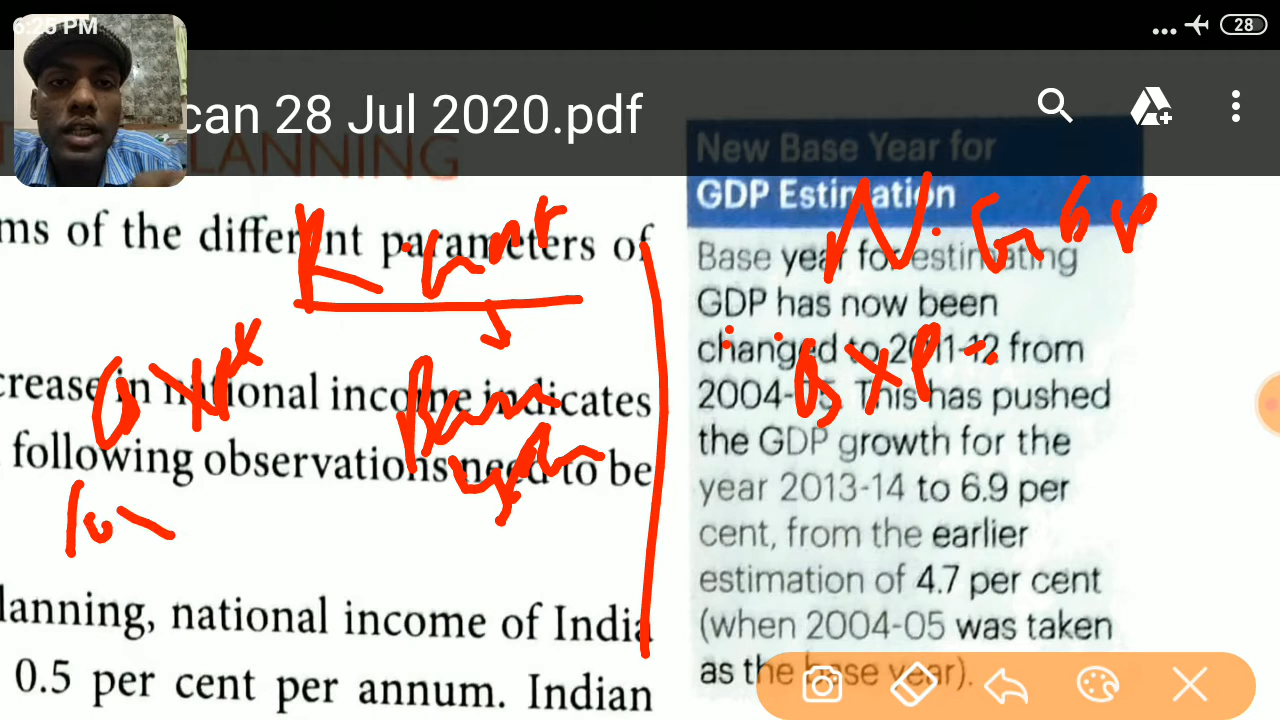 6:25 PM
28
can 28 Jul 2020.pdf
LANNING
ms of the different parameters of
crease in national income indicates
following observations need to be
lanning, national income of India
0.5 per cent per annum. Indian
New Base Year for
GDP Estimation
Base year for estimating
GDP has now been
changed to 2011-12 from
2004-05. This has pushed
the GDP growth for the
year 2013-14 to 6.9 per
cent, from the earlier
estimation of 4.7 per cent
(when 2004-05 was taken
as the base year).